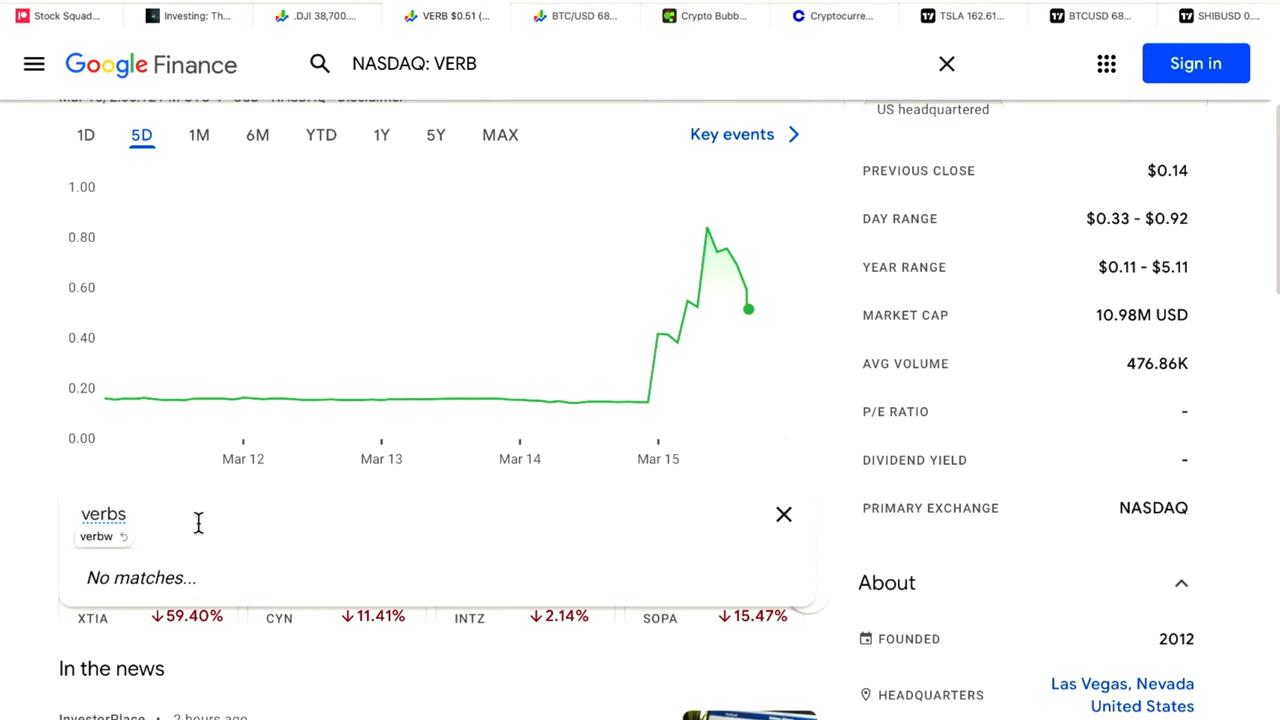 Stock Squad...
Investing: Th...
.DJI 38,700....
VERB $0.51 (...
BTC/USD 68...
Crypto Bubb...
Cryptocurre...
TSLA 162.61...
BTCUSD 68...
SHIBUSD 0....
Google Finance
NASDAQ: VERB
Sign in
US headquartered
1D 5D 1M 6M YTD 1Y 5Y MAX
Key events
1.00
0.80
0.60
0.40
0.20
0.00
Mar 12 Mar 13 Mar 14 Mar 15
PREVIOUS CLOSE $0.14
DAY RANGE $0.33 - $0.92
YEAR RANGE $0.11 - $5.11
MARKET CAP 10.98M USD
AVG VOLUME 476.86K
P/E RATIO -
DIVIDEND YIELD -
PRIMARY EXCHANGE NASDAQ
verbs
verbw
No matches...
XTIA ↓59.40%
CYN ↓11.41%
INTZ ↓2.14%
SOPA ↓15.47%
In the news
InvestorPlace • 2 hours ago
About
FOUNDED 2012
HEADQUARTERS Las Vegas, Nevada
United States